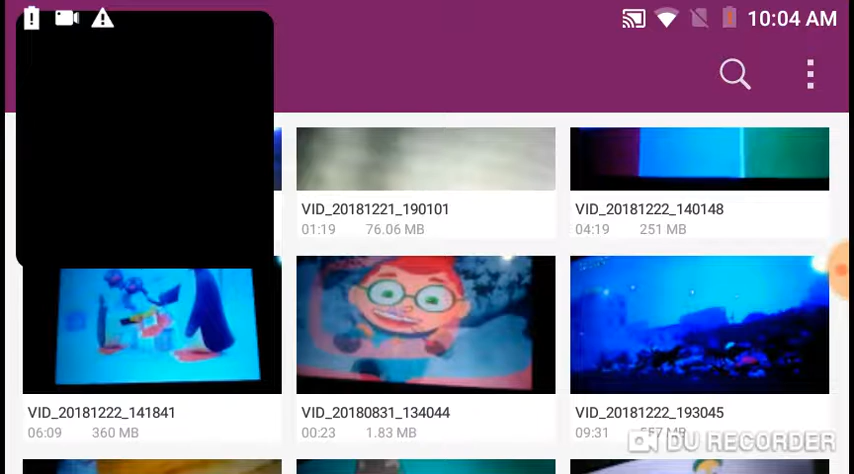 10:04 AM
VID_20181221_190101
01:19 76.06 MB
VID_20181222_140148
04:19 251 MB
VID_20181222_141841
06:09 360 MB
VID_20180831_134044
00:23 1.83 MB
VID_20181222_193045
09:31 MB
DU RECORDER